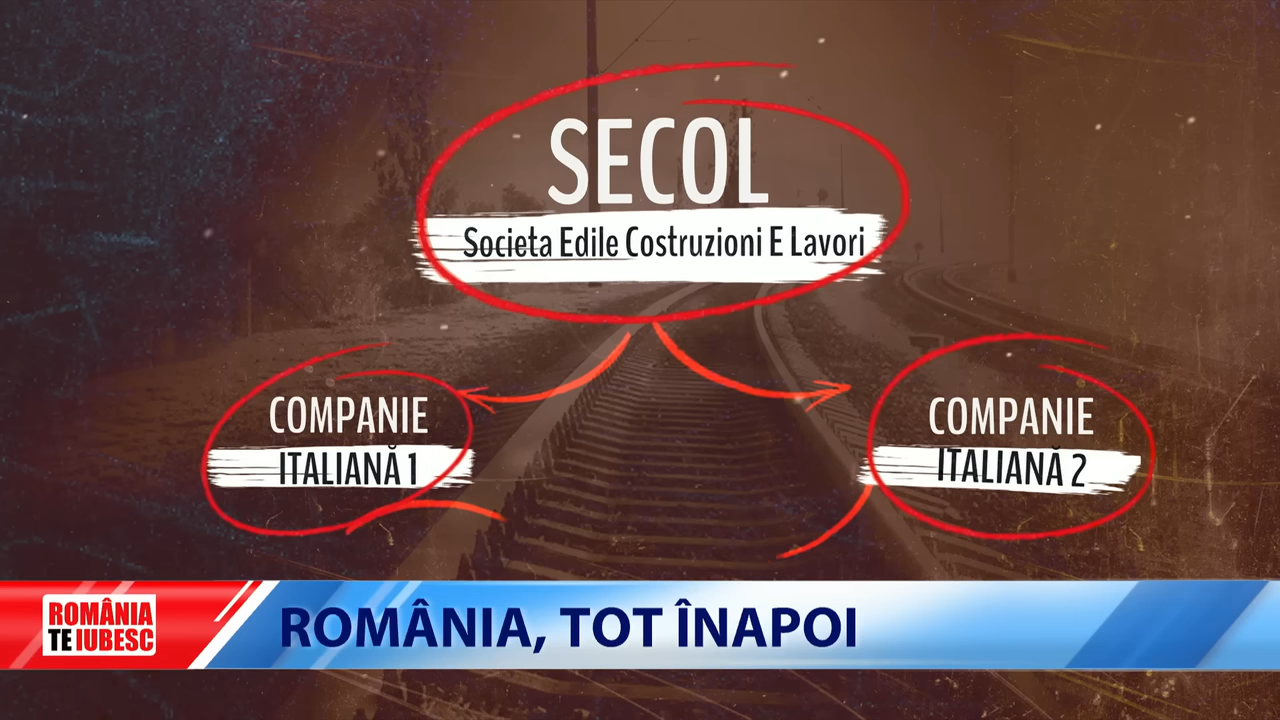 SECOL
Societa Edile Costruzioni E Lavori
COMPANIE
ITALIANĂ 1
COMPANIE
ITALIANĂ 2
ROMÂNIA
TE IUBESC
ROMÂNIA, TOT ÎNAPOI